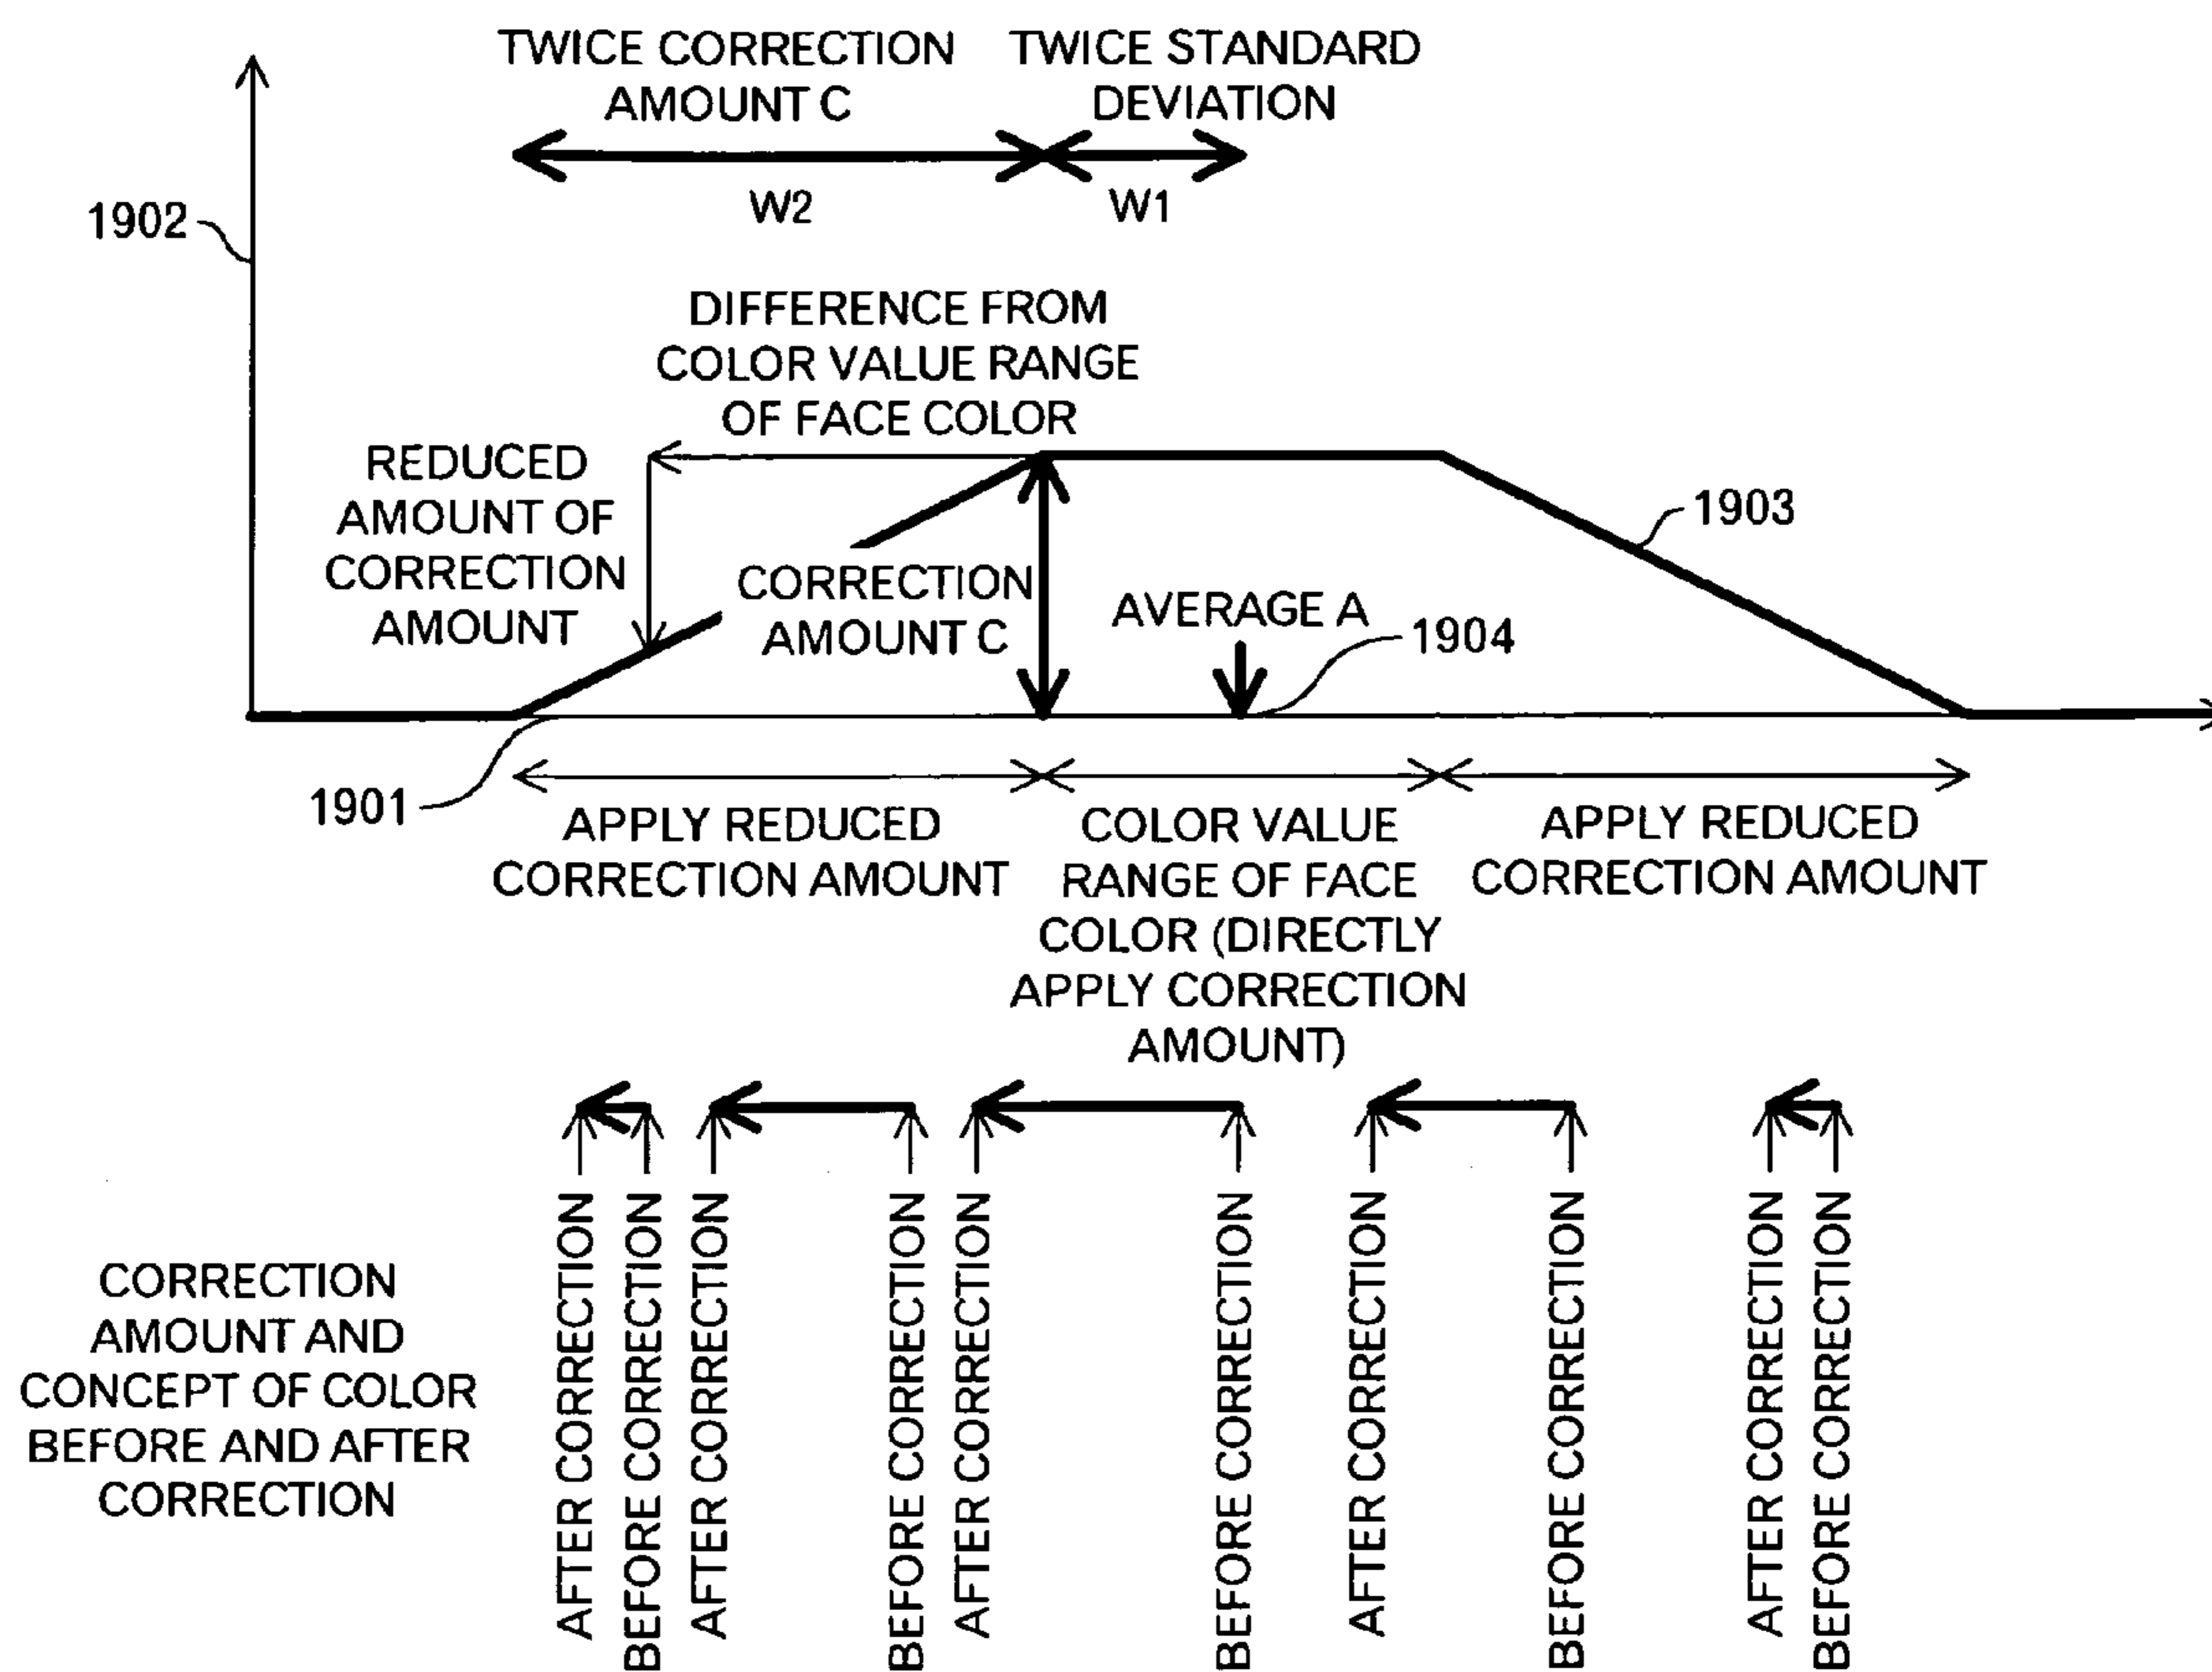 TWICE CORRECTION
AMOUNT C
TWICE STANDARD
DEVIATION
W2
W1
1902
DIFFERENCE FROM
COLOR VALUE RANGE
OF FACE COLOR
REDUCED
AMOUNT OF
CORRECTION
AMOUNT
1903
CORRECTION
AMOUNT C
AVERAGE A
1904
1901
APPLY REDUCED
CORRECTION AMOUNT
COLOR VALUE
RANGE OF FACE
COLOR (DIRECTLY
APPLY CORRECTION
AMOUNT)
APPLY REDUCED
CORRECTION AMOUNT
CORRECTION
AMOUNT AND
CONCEPT OF COLOR
BEFORE AND AFTER
CORRECTION
AFTER CORRECTION
BEFORE CORRECTION
AFTER CORRECTION
BEFORE CORRECTION
AFTER CORRECTION
BEFORE CORRECTION
AFTER CORRECTION
BEFORE CORRECTION
AFTER CORRECTION
BEFORE CORRECTION